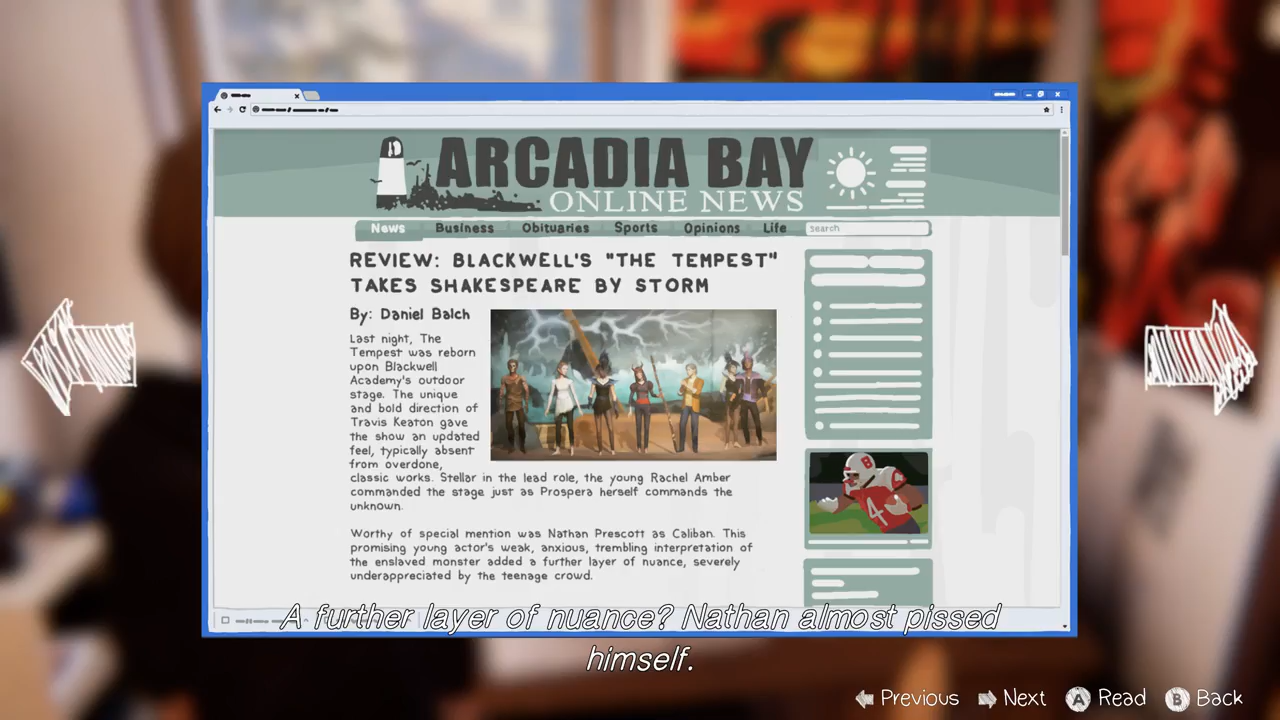 ARCADIA BAY
ONLINE NEWS
News Business Obituaries Sports Opinions Life search
REVIEW: BLACKWELL'S "THE TEMPEST"
TAKES SHAKESPEARE BY STORM
By: Daniel Balch
Last night, The
Tempest was reborn
upon Blackwell
Academy's outdoor
stage. The unique
and bold direction of
Travis Keaton gave
the show an updated
feel, typically absent
from overdone,
classic works. Stellar in the lead role, the young Rachel Amber
commanded the stage just as Prospera herself commands the
unknown.
Worthy of special mention was Nathan Prescott as Caliban. This
promising young actor's weak, anxious, trembling interpretation of
the enslaved monster added a further layer of nuance, severely
underappreciated by the teenage crowd.
B
4
A further layer of nuance? Nathan almost pissed
himself.
Previous Next A Read B Back